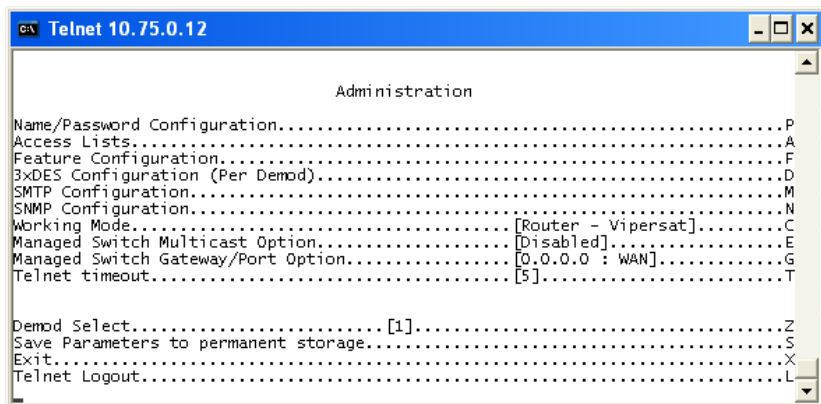 Telnet 10.75.0.12
Administration
Name/Password Configuration..............................................................P
Access Lists.................................................................................A
Feature Configuration....................................................................F
3xDES Configuration (Per Demod).......................................................D
SMTP Configuration........................................................................M
SNMP Configuration........................................................................N
Working Mode.......................................[Router - Vipersat].........C
Managed Switch Multicast Option....................[Disabled]..................E
Managed Switch Gateway/Port Option.................[0.0.0.0 : WAN].............G
Telnet timeout.....................................[5].........................T
Demod Select..........................[1]......................................Z
Save Parameters to permanent storage...........................................S
Exit...........................................................................X
Telnet Logout..................................................................L